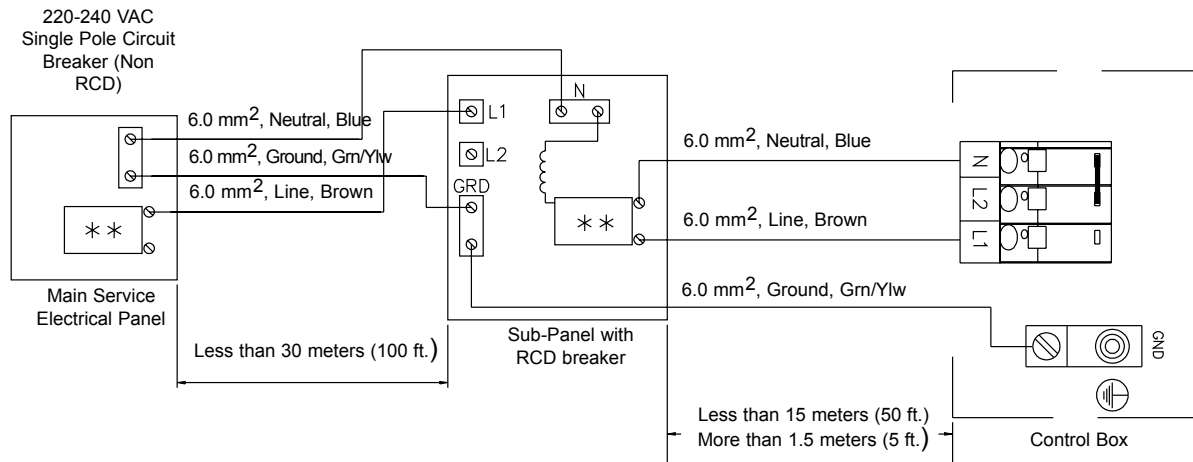 220-240 VAC
Single Pole Circuit
Breaker (Non
RCD)
6.0 mm², Neutral, Blue
6.0 mm², Ground, Grn/Ylw
6.0 mm², Line, Brown
**
Main Service
Electrical Panel
Less than 30 meters (100 ft.)
L1
N
L2
GRD
**
Sub-Panel with
RCD breaker
6.0 mm², Neutral, Blue
6.0 mm², Line, Brown
6.0 mm², Ground, Grn/Ylw
Less than 15 meters (50 ft.)
More than 1.5 meters (5 ft.)
N
L2
L1
GND
Control Box